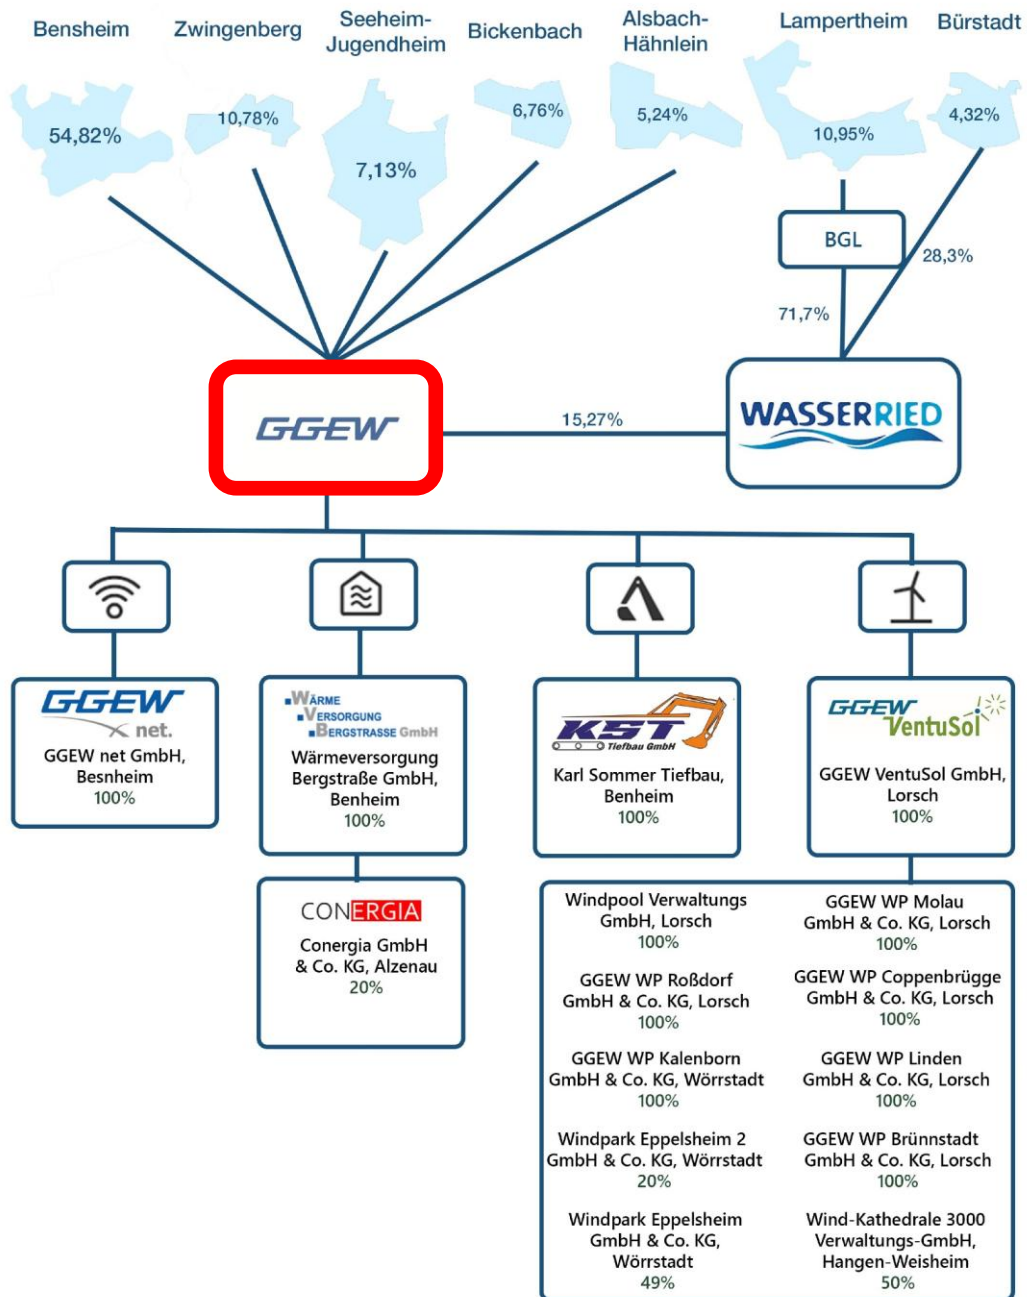 Bensheim
Zwingenberg
Seeheim-
Jugendheim
Bickenbach
Alsbach-
Hähnlein
Lampertheim
Bürstadt
54,82%
10,78%
7,13%
6,76%
5,24%
10,95%
4,32%
BGL
28,3%
71,7%
GGEW
15,27%
WASSERRIED
GGEW
net.
GGEW net GmbH,
Besnheim
100%
WÄRME
VERSORGUNG
BERGSTRASSE GmbH
Wärmeversorgung
Bergstraße GmbH,
Benheim
100%
KST
Tiefbau GmbH
Karl Sommer Tiefbau,
Benheim
100%
GGEW
VentuSol
GGEW VentuSol GmbH,
Lorsch
100%
CONERGIA
Conergia GmbH
& Co. KG, Alzenau
20%
Windpool Verwaltungs
GmbH, Lorsch
100%
GGEW WP Roßdorf
GmbH & Co. KG, Lorsch
100%
GGEW WP Kalenborn
GmbH & Co. KG, Wörrstadt
100%
Windpark Eppelsheim 2
GmbH & Co. KG, Wörrstadt
20%
Windpark Eppelsheim
GmbH & Co. KG,
Wörrstadt
49%
GGEW WP Molau
GmbH & Co. KG, Lorsch
100%
GGEW WP Coppenbrügge
GmbH & Co. KG, Lorsch
100%
GGEW WP Linden
GmbH & Co. KG, Lorsch
100%
GGEW WP Brünnstadt
GmbH & Co. KG, Lorsch
100%
Wind-Kathedrale 3000
Verwaltungs-GmbH,
Hangen-Weisheim
50%